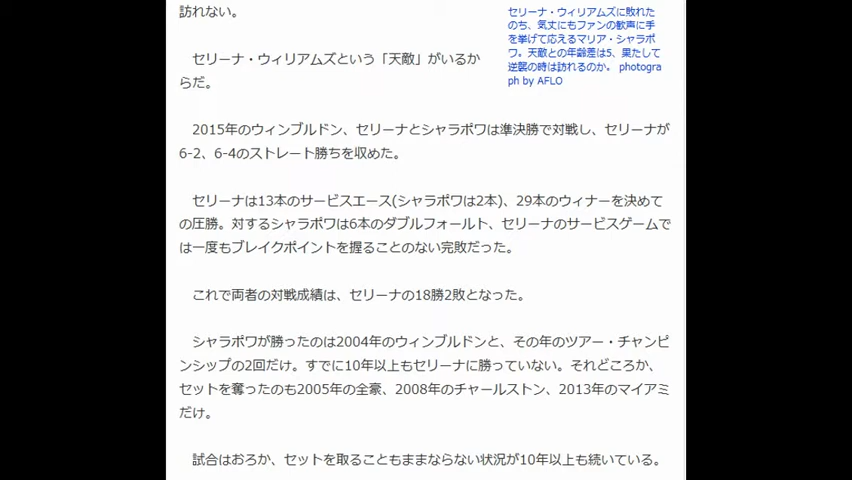 訪れない。
セリーナ・ウィリアムズという「天敵」がいるか
らだ。
セリーナ・ウィリアムズに敗れた
のち、気丈にもファンの歓声に手
を挙げて応えるマリア・シャラポ
ワ。天敵との年齢差は5、果たして
逆襲の時は訪れるのか。 photogra
ph by AFLO
2015年のウィンブルドン、セリーナとシャラポワは準決勝で対戦し、セリーナが
6-2、6-4のストレート勝ちを収めた。
セリーナは13本のサービスエース(シャラポワは2本)、29本のウィナーを決めて
の圧勝。対するシャラポワは6本のダブルフォールト、セリーナのサービスゲームで
は一度もブレイクポイントを握ることのない完敗だった。
これで両者の対戦成績は、セリーナの18勝2敗となった。
シャラポワが勝ったのは2004年のウィンブルドンと、その年のツアー・チャンピ
ンシップの2回だけ。すでに10年以上もセリーナに勝っていない。それどころか、
セットを奪ったのも2005年の全豪、2008年のチャールストン、2013年のマイアミ
だけ。
試合はおろか、セットを取ることもままならない状況が10年以上も続いている。